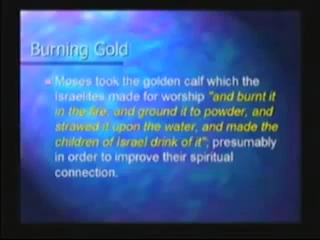 Burning Gold
Moses took the golden calf which the
Israelites made for worship "and burnt it
in the fire, and ground it to powder, and
strawed it upon the water, and made the
children of Israel drink of it"; presumably
in order to improve their spiritual
connection.